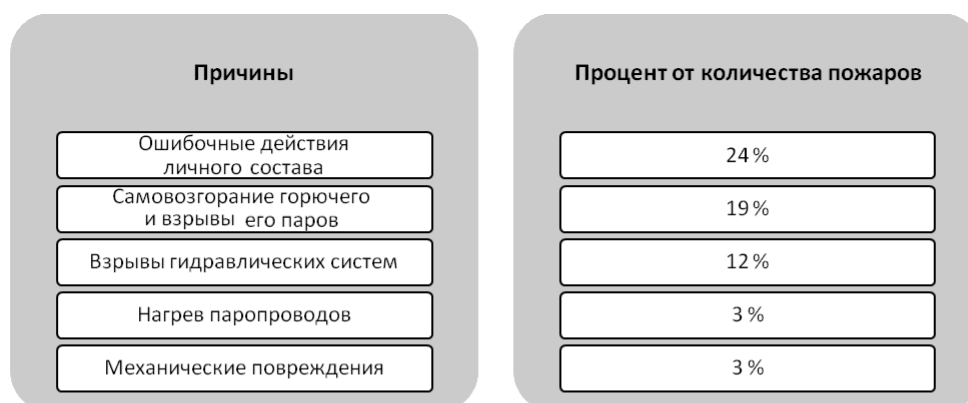 Причины
Процент от количества пожаров
Ошибочные действия
личного состава
24 %
Самовозгорание горючего
и взрывы его паров
19 %
Взрывы гидравлических систем
12 %
Нагрев паропроводов
3 %
Механические повреждения
3 %